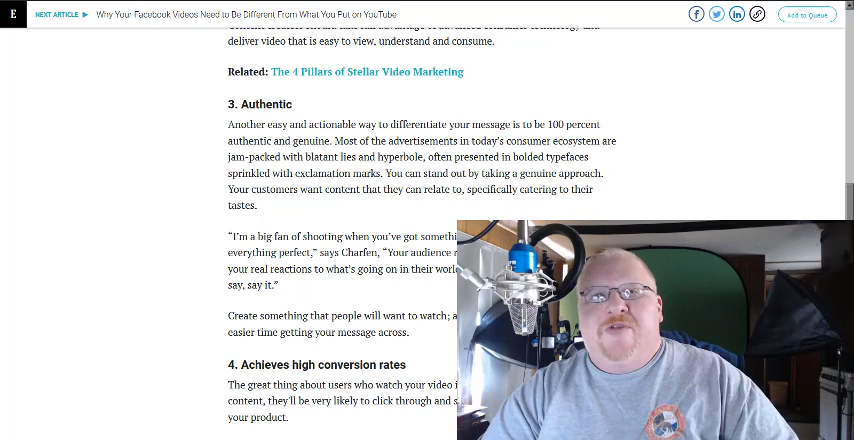 E NEXT ARTICLE Why Your Facebook Videos Need to Be Different From What You Put on YouTube Add to Queue
deliver video that is easy to view, understand and consume.
Related: The 4 Pillars of Stellar Video Marketing
3. Authentic
Another easy and actionable way to differentiate your message is to be 100 percent
authentic and genuine. Most of the advertisements in today’s consumer ecosystem are
jam-packed with blatant lies and hyperbole, often presented in bolded typefaces
sprinkled with exclamation marks. You can stand out by taking a genuine approach.
Your customers want content that they can relate to, specifically catering to their
tastes.
“I’m a big fan of shooting when you’ve got
everything perfect,” says Charfen, “Your audience
your real reactions to what’s going on in their
say, say it.”
Create something that people will want to watch;
easier time getting your message across.
4. Achieves high conversion rates
The great thing about users who watch your video
content, they’ll be very likely to click through and
your product.